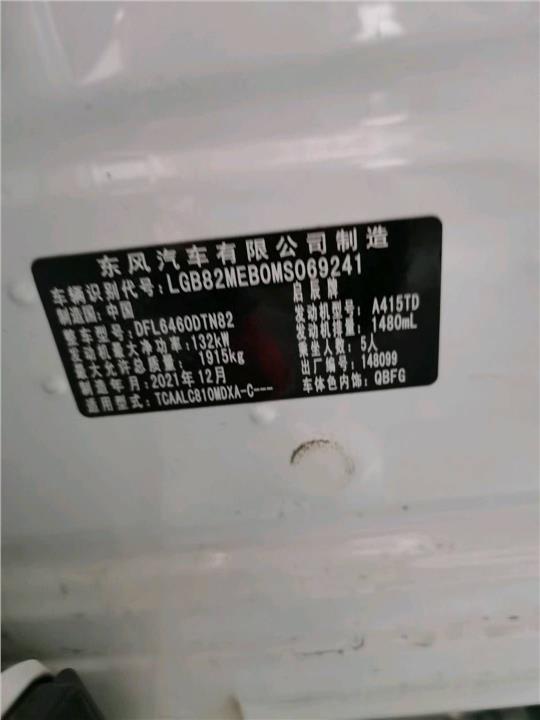 东风汽车有限公司制造
车辆识别代号:LGB82MEB0MS069241
制造国:中国 启辰牌
整车型号:DFL6460DTN82 发动机型号:A415TD
发动机最大净功率:132kW 发动机排量:1480mL
最大允许总质量:1915kg 乘坐人数:5人
制造年月:2021年12月 出厂编号:148099
适用型式:TCAALC810MDXA-C--- 车体色内饰:QBFG